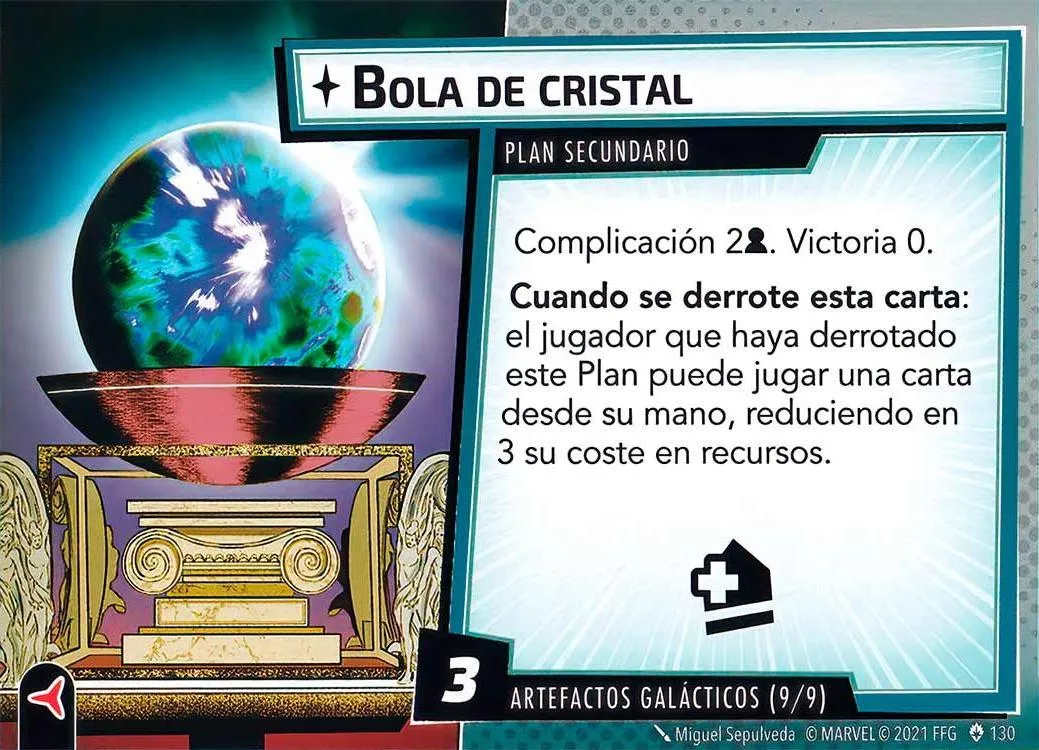 BOLA DE CRISTAL
PLAN SECUNDARIO
Complicación 2. Victoria 0.
Cuando se derrote esta carta:
el jugador que haya derrotado
este Plan puede jugar una carta
desde su mano, reduciendo en
3 su coste en recursos.
3
ARTEFACTOS GALÁCTICOS (9/9)
Miguel Sepulveda © MARVEL © 2021 FFG 130